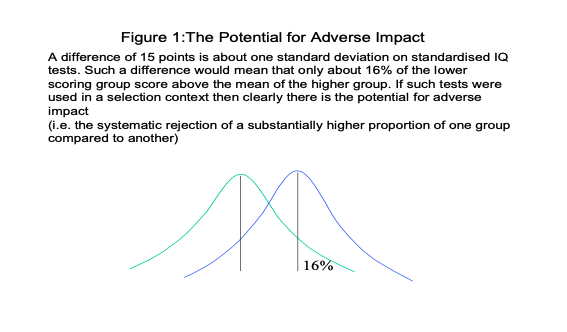 Figure 1:The Potential for Adverse Impact
A difference of 15 points is about one standard deviation on standardised IQ
tests. Such a difference would mean that only about 16% of the lower
scoring group score above the mean of the higher group. If such tests were
used in a selection context then clearly there is the potential for adverse
impact
(i.e. the systematic rejection of a substantially higher proportion of one group
compared to another)
16%